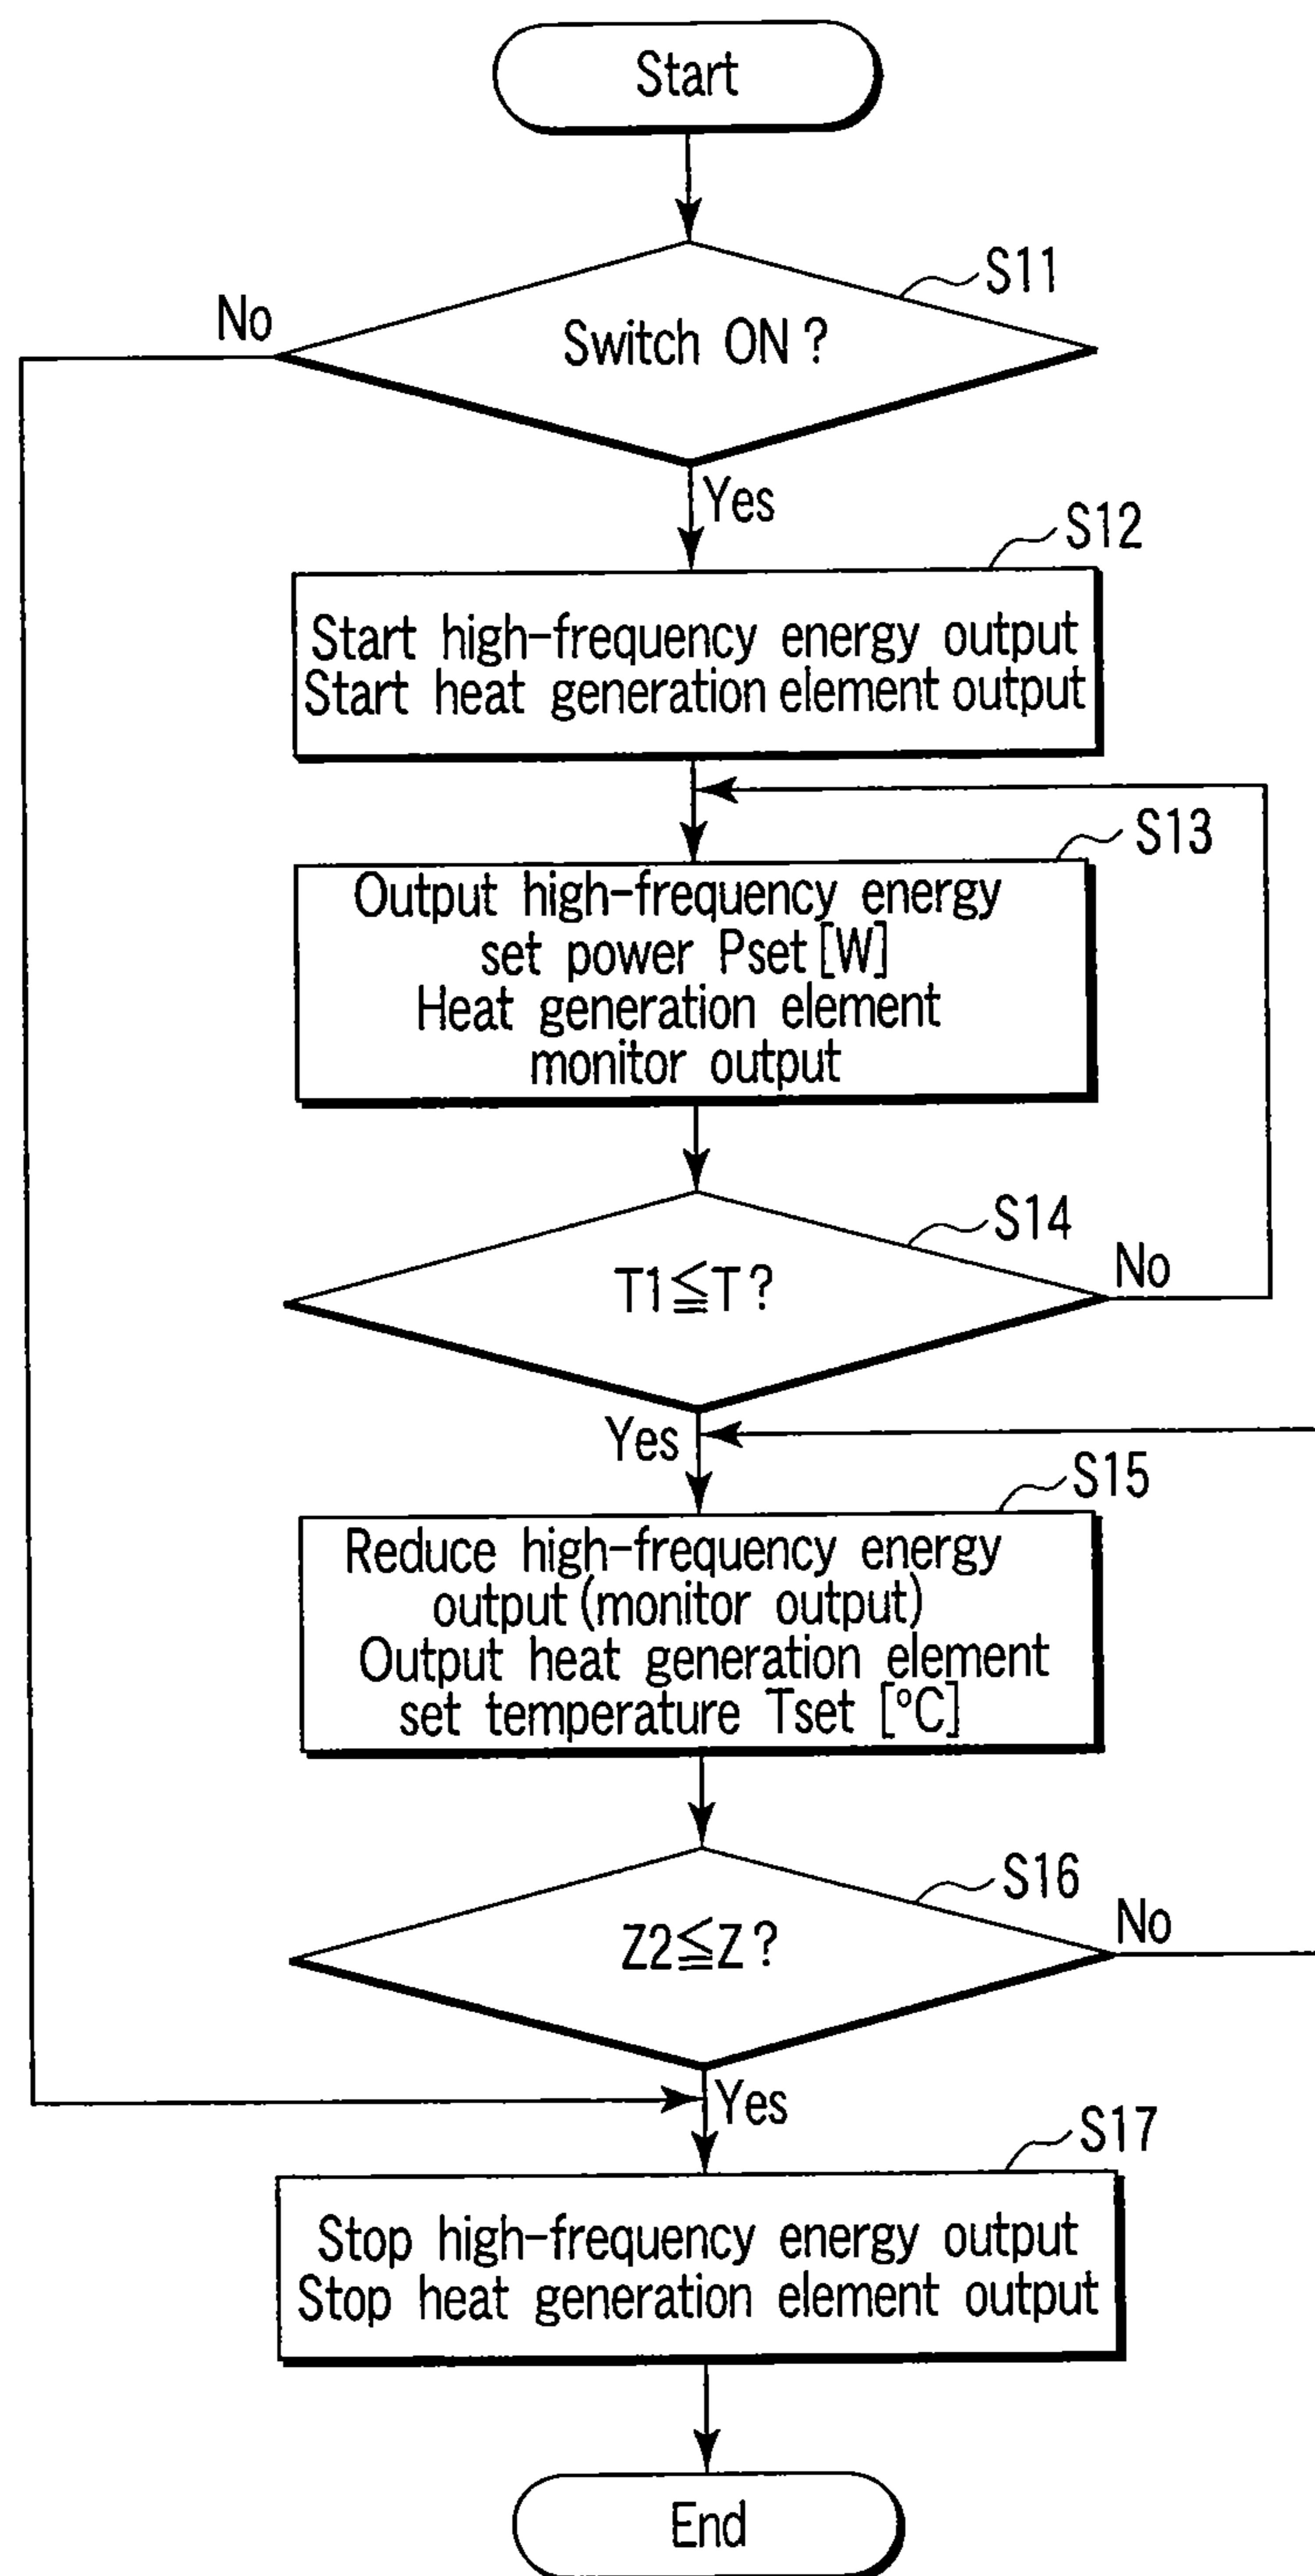 Start
S11
No
Switch ON?
Yes
S12
Start high-frequency energy output
Start heat generation element output
S13
Output high-frequency energy
set power Pset[W]
Heat generation element
monitor output
S14
T1≦T?
No
Yes
S15
Reduce high-frequency energy
output(monitor output)
Output heat generation element
set temperature Tset [°C]
S16
Z2≦Z?
No
Yes
S17
Stop high-frequency energy output
Stop heat generation element output
End